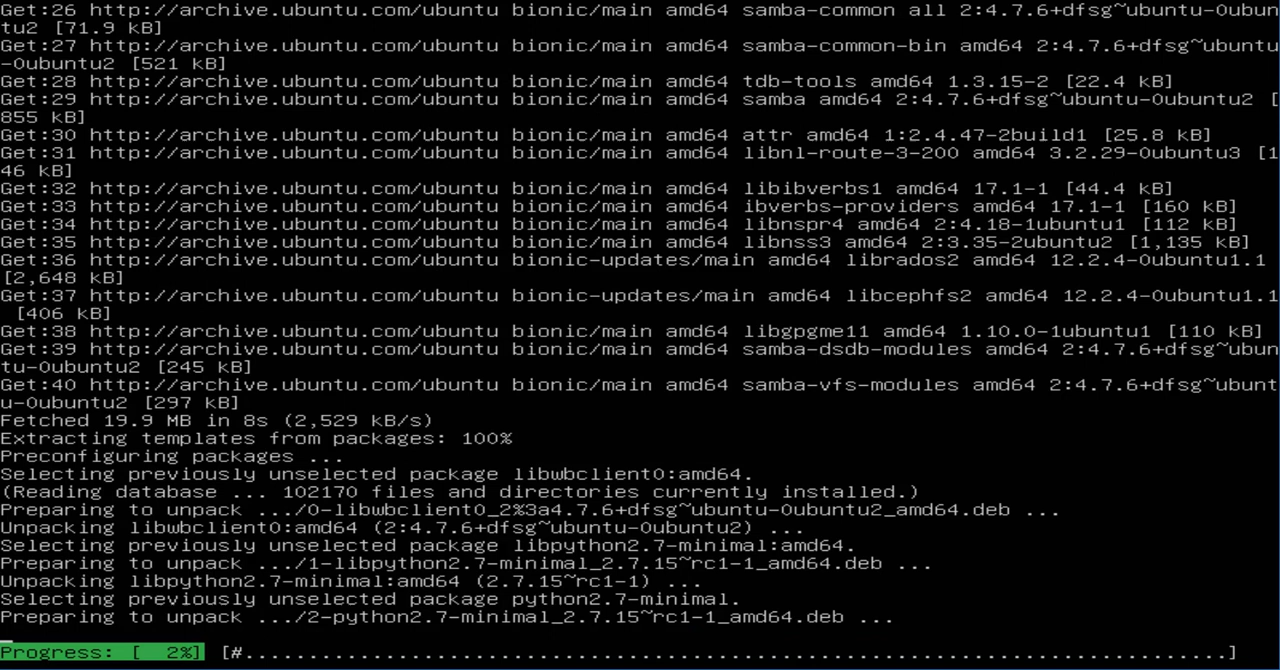 Get:26 http://archive.ubuntu.com/ubuntu bionic/main amd64 samba-common all 2:4.7.6+dfsg~ubuntu-0ubun
tu2 [71.9 kB]
Get:27 http://archive.ubuntu.com/ubuntu bionic/main amd64 samba-common-bin amd64 2:4.7.6+dfsg~ubuntu
-0ubuntu2 [521 kB]
Get:28 http://archive.ubuntu.com/ubuntu bionic/main amd64 tdb-tools amd64 1.3.15-2 [22.4 kB]
Get:29 http://archive.ubuntu.com/ubuntu bionic/main amd64 samba amd64 2:4.7.6+dfsg~ubuntu-0ubuntu2 [
855 kB]
Get:30 http://archive.ubuntu.com/ubuntu bionic/main amd64 attr amd64 1:2.4.47-2build1 [25.8 kB]
Get:31 http://archive.ubuntu.com/ubuntu bionic/main amd64 libnl-route-3-200 amd64 3.2.29-0ubuntu3 [1
46 kB]
Get:32 http://archive.ubuntu.com/ubuntu bionic/main amd64 libibverbs1 amd64 17.1-1 [44.4 kB]
Get:33 http://archive.ubuntu.com/ubuntu bionic/main amd64 ibverbs-providers amd64 17.1-1 [160 kB]
Get:34 http://archive.ubuntu.com/ubuntu bionic/main amd64 libnspr4 amd64 2:4.18-1ubuntu1 [112 kB]
Get:35 http://archive.ubuntu.com/ubuntu bionic/main amd64 libnss3 amd64 2:3.35-2ubuntu2 [1,135 kB]
Get:36 http://archive.ubuntu.com/ubuntu bionic-updates/main amd64 librados2 amd64 12.2.4-0ubuntu1.1
[2,648 kB]
Get:37 http://archive.ubuntu.com/ubuntu bionic-updates/main amd64 libcephfs2 amd64 12.2.4-0ubuntu1.1
[406 kB]
Get:38 http://archive.ubuntu.com/ubuntu bionic/main amd64 libgpgme11 amd64 1.10.0-1ubuntu1 [110 kB]
Get:39 http://archive.ubuntu.com/ubuntu bionic/main amd64 samba-dsdb-modules amd64 2:4.7.6+dfsg~ubun
tu-0ubuntu2 [245 kB]
Get:40 http://archive.ubuntu.com/ubuntu bionic/main amd64 samba-vfs-modules amd64 2:4.7.6+dfsg~ubunt
u-0ubuntu2 [297 kB]
Fetched 19.9 MB in 8s (2,529 kB/s)
Extracting templates from packages: 100%
Preconfiguring packages ...
Selecting previously unselected package libwbclient0:amd64.
(Reading database ... 102170 files and directories currently installed.)
Preparing to unpack .../0-libwbclient0_2%3a4.7.6+dfsg~ubuntu-0ubuntu2_amd64.deb ...
Unpacking libwbclient0:amd64 (2:4.7.6+dfsg~ubuntu-0ubuntu2) ...
Selecting previously unselected package libpython2.7-minimal:amd64.
Preparing to unpack .../1-libpython2.7-minimal_2.7.15~rc1-1_amd64.deb ...
Unpacking libpython2.7-minimal:amd64 (2.7.15~rc1-1) ...
Selecting previously unselected package python2.7-minimal.
Preparing to unpack .../2-python2.7-minimal_2.7.15~rc1-1_amd64.deb ...
Progress: [  2%] [#.............................................................................]